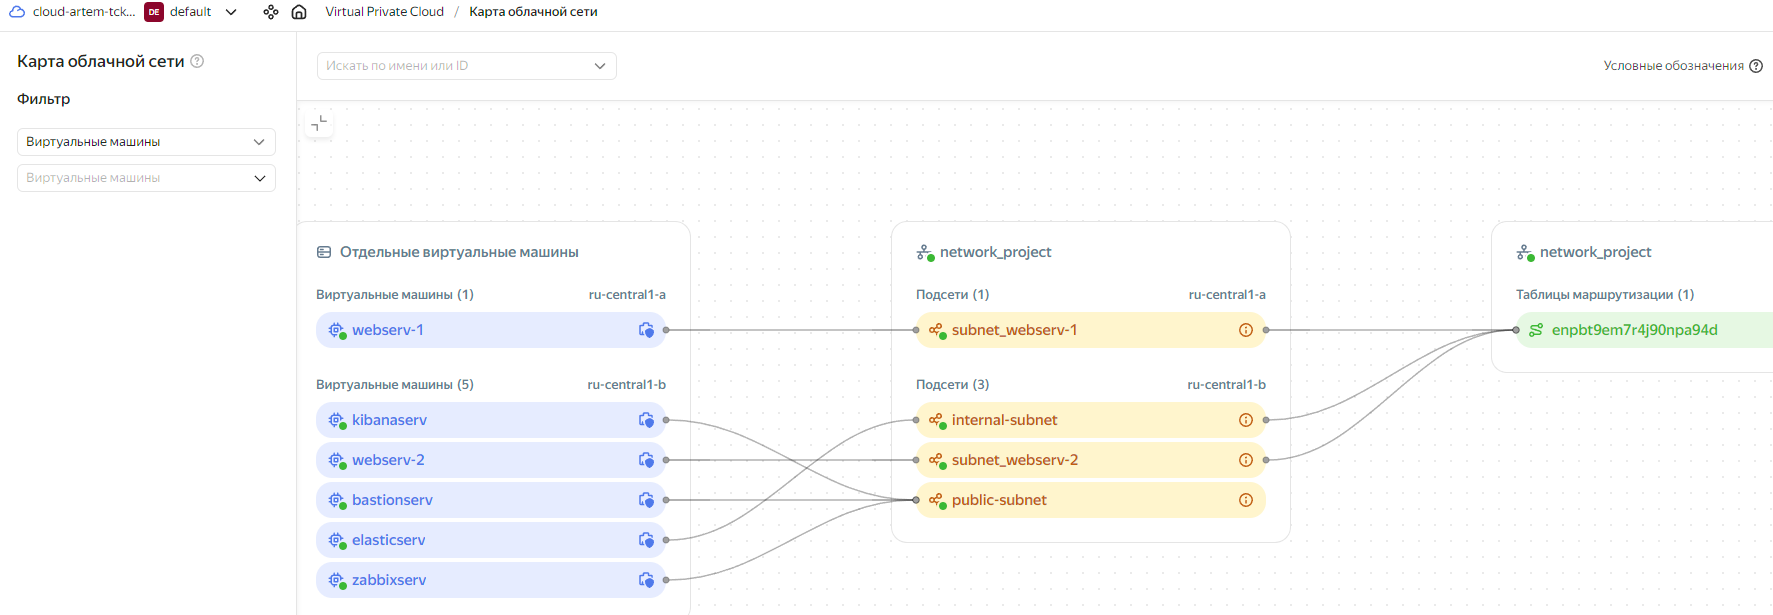 cloud-artem-tck... DE default Virtual Private Cloud / Карта облачной сети
Карта облачной сети
Фильтр
Виртуальные машины
Виртуальные машины
Искать по имени или ID
Условные обозначения
Отдельные виртуальные машины
Виртуальные машины (1) ru-central1-a
webserv-1
Виртуальные машины (5) ru-central1-b
kibanaserv
webserv-2
bastionserv
elasticserv
zabbixserv
network_project
Подсети (1) ru-central1-a
subnet_webserv-1
Подсети (3) ru-central1-b
internal-subnet
subnet_webserv-2
public-subnet
network_project
Таблицы маршрутизации (1)
enpbt9em7r4j90npa94d